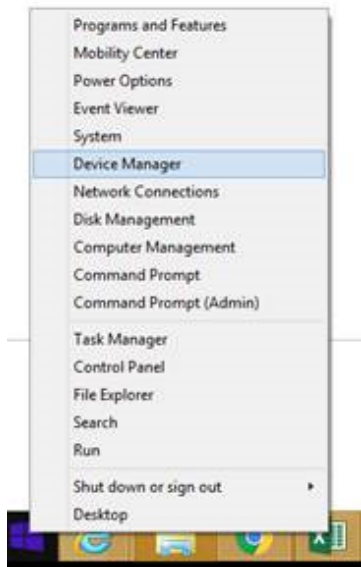 Programs and Features
Mobility Center
Power Options
Event Viewer
System
Device Manager
Network Connections
Disk Management
Computer Management
Command Prompt
Command Prompt (Admin)
Task Manager
Control Panel
File Explorer
Search
Run
Shut down or sign out
Desktop